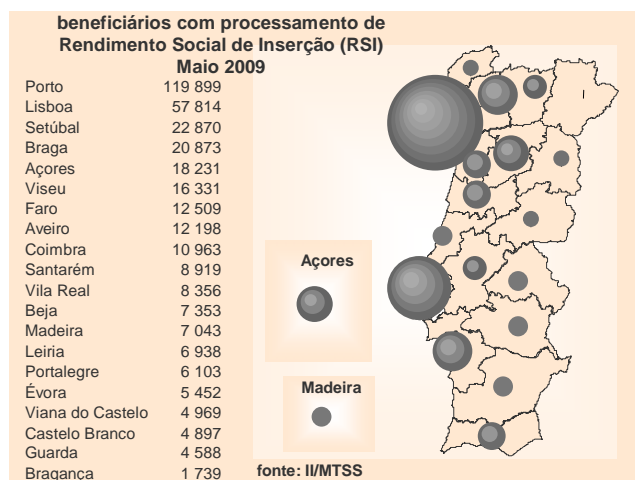 beneficiários com processamento de
Rendimento Social de Inserção (RSI)
Maio 2009
Porto 119 899
Lisboa 57 814
Setúbal 22 870
Braga 20 873
Açores 18 231
Viseu 16 331
Faro 12 509
Aveiro 12 198
Coimbra 10 963
Santarém 8 919
Vila Real 8 356
Beja 7 353
Madeira 7 043
Leiria 6 938
Portalegre 6 103
Évora 5 452
Viana do Castelo 4 969
Castelo Branco 4 897
Guarda 4 588
Bragança 1 739
Açores
Madeira
fonte: II/MTSS